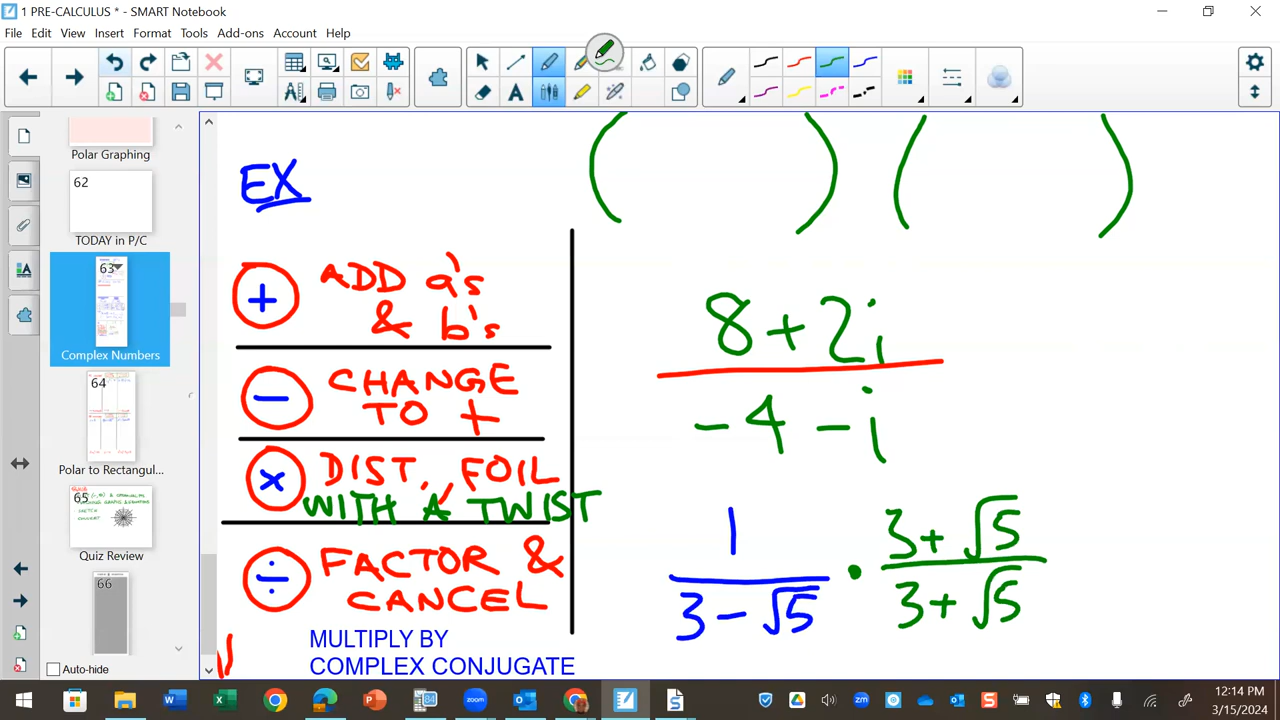 1 PRE-CALCULUS * - SMART Notebook
File Edit View Insert Format Tools Add-ons Account Help
Polar Graphing
62
TODAY in P/C
63
Complex Numbers
64
Polar to Rectangul...
65
Quiz Review
66
Auto-hide
EX
+ ADD a's
& b's
− CHANGE
TO +
× DIST, FOIL
WITH A TWIST
÷ FACTOR &
CANCEL
MULTIPLY BY
COMPLEX CONJUGATE
( ) ( )
8 + 2i
-4 - i
1
3 - √5
•
3 + √5
3 + √5
12:14 PM
3/15/2024